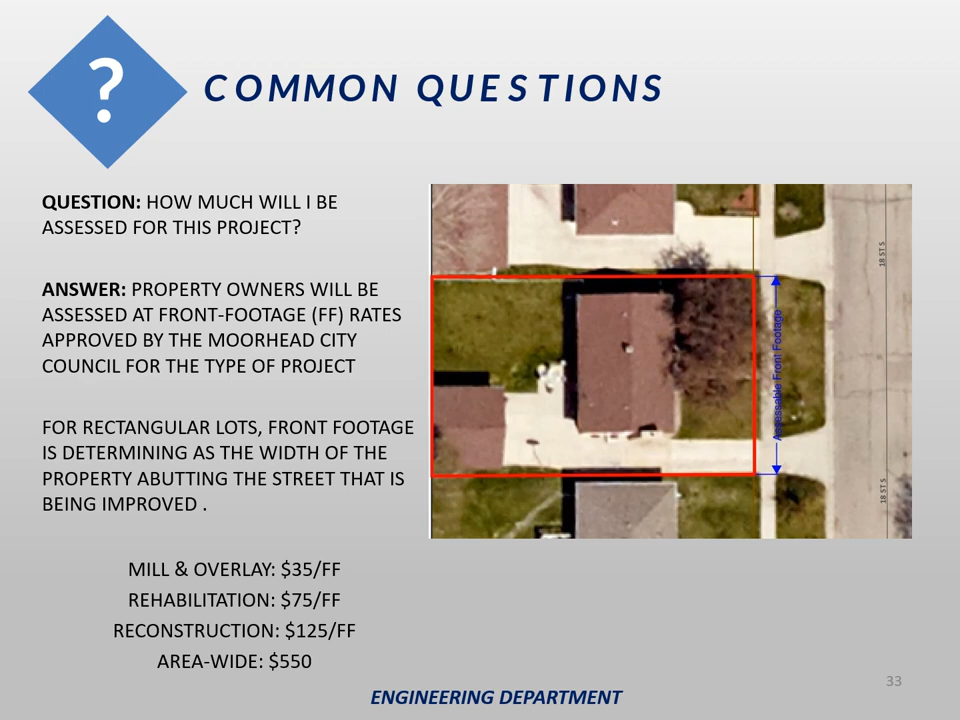 ?
COMMON QUESTIONS
QUESTION: HOW MUCH WILL I BE
ASSESSED FOR THIS PROJECT?
ANSWER: PROPERTY OWNERS WILL BE
ASSESSED AT FRONT-FOOTAGE (FF) RATES
APPROVED BY THE MOORHEAD CITY
COUNCIL FOR THE TYPE OF PROJECT
FOR RECTANGULAR LOTS, FRONT FOOTAGE
IS DETERMINING AS THE WIDTH OF THE
PROPERTY ABUTTING THE STREET THAT IS
BEING IMPROVED .
MILL & OVERLAY: $35/FF
REHABILITATION: $75/FF
RECONSTRUCTION: $125/FF
AREA-WIDE: $550
18 ST S
Assessable Front Footage
18 ST S
33
ENGINEERING DEPARTMENT